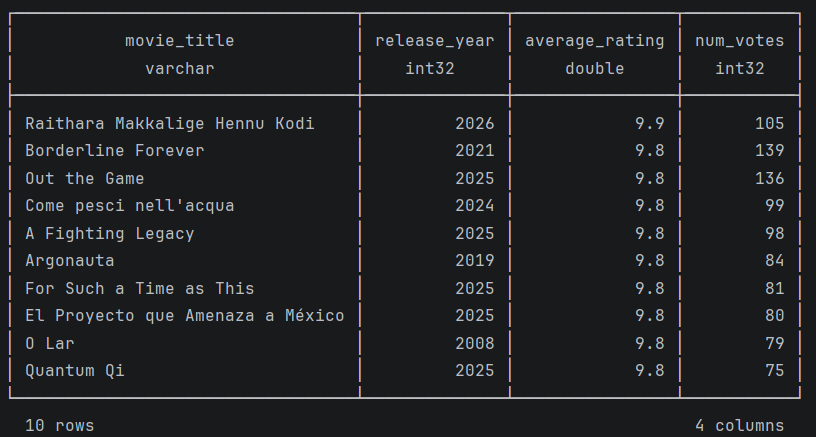 movie_title release_year average_rating num_votes
varchar int32 double int32
Raithara Makkalige Hennu Kodi 2026 9.9 105
Borderline Forever 2021 9.8 139
Out the Game 2025 9.8 136
Come pesci nell'acqua 2024 9.8 99
A Fighting Legacy 2025 9.8 98
Argonauta 2019 9.8 84
For Such a Time as This 2025 9.8 81
El Proyecto que Amenaza a México 2025 9.8 80
O Lar 2008 9.8 79
Quantum Qi 2025 9.8 75
10 rows 4 columns